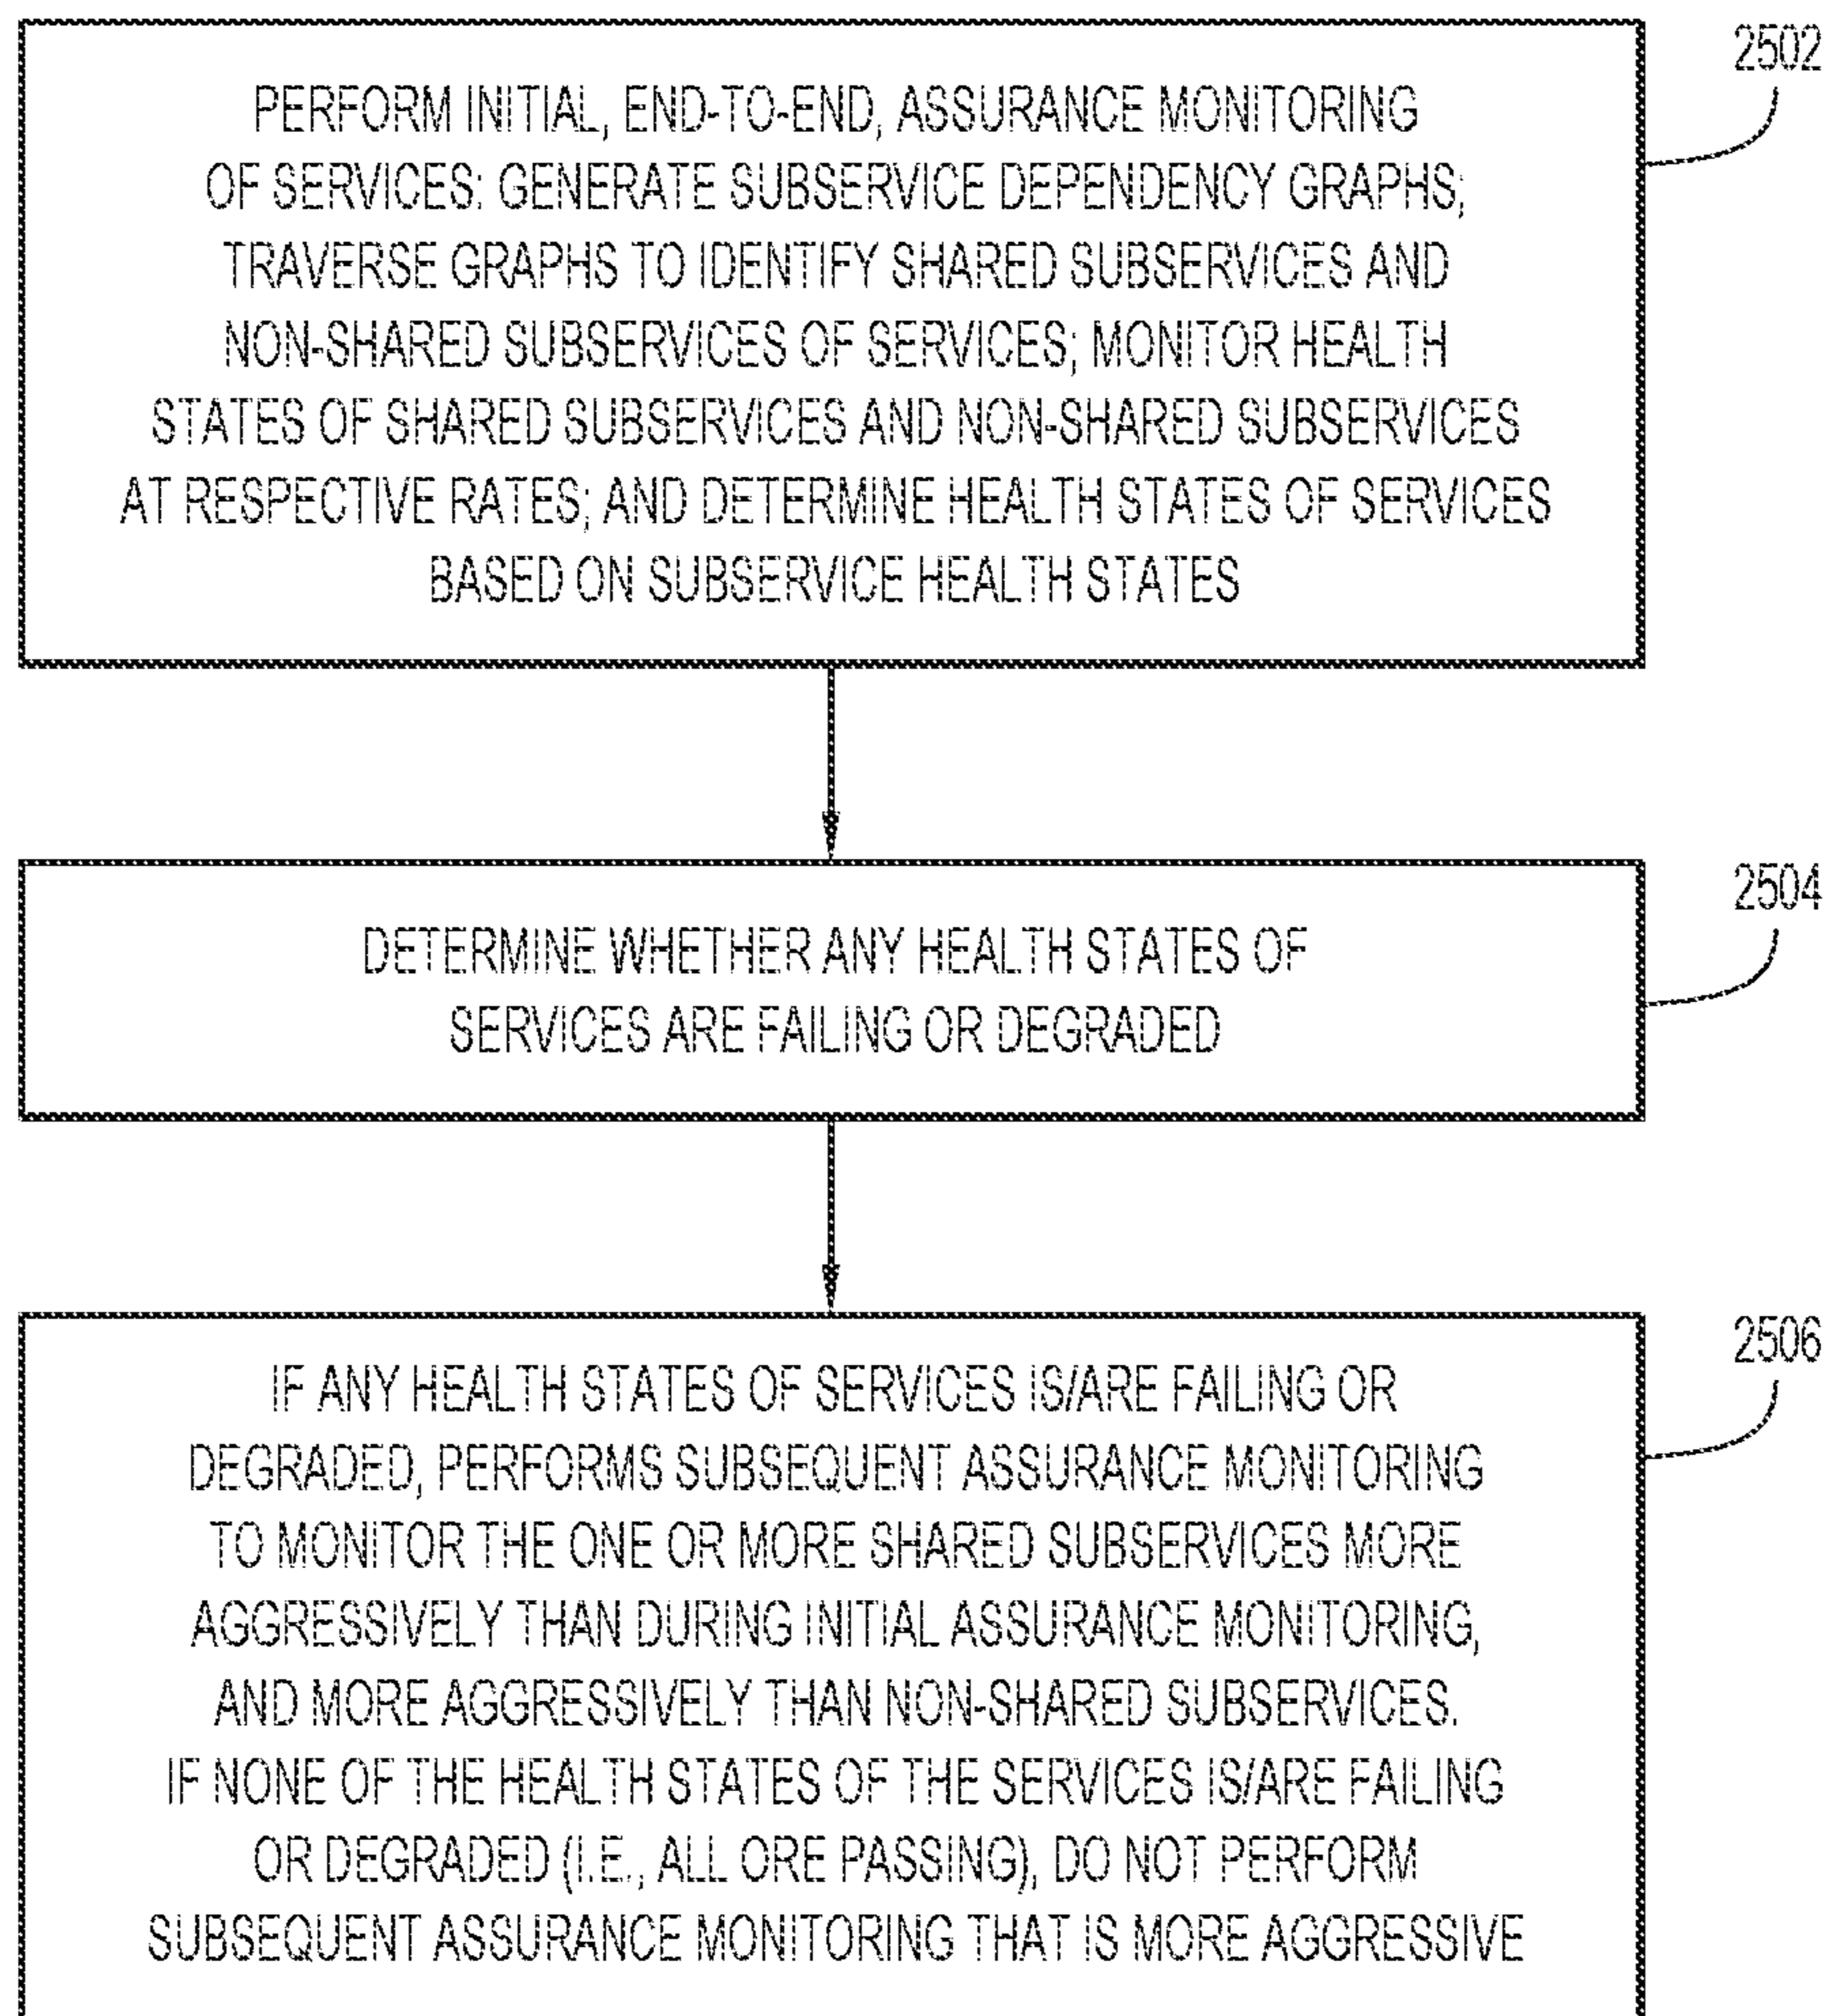 2502
PERFORM INITIAL, END-TO-END, ASSURANCE MONITORING
OF SERVICES: GENERATE SUBSERVICE DEPENDENCY GRAPHS;
TRAVERSE GRAPHS TO IDENTIFY SHARED SUBSERVICES AND
NON-SHARED SUBSERVICES OF SERVICES; MONITOR HEALTH
STATES OF SHARED SUBSERVICES AND NON-SHARED SUBSERVICES
AT RESPECTIVE RATES; AND DETERMINE HEALTH STATES OF SERVICES
BASED ON SUBSERVICE HEALTH STATES
2504
DETERMINE WHETHER ANY HEALTH STATES OF
SERVICES ARE FAILING OR DEGRADED
2506
IF ANY HEALTH STATES OF SERVICES IS/ARE FAILING OR
DEGRADED, PERFORMS SUBSEQUENT ASSURANCE MONITORING
TO MONITOR THE ONE OR MORE SHARED SUBSERVICES MORE
AGGRESSIVELY THAN DURING INITIAL ASSURANCE MONITORING,
AND MORE AGGRESSIVELY THAN NON-SHARED SUBSERVICES.
IF NONE OF THE HEALTH STATES OF THE SERVICES IS/ARE FAILING
OR DEGRADED (I.E., ALL ORE PASSING), DO NOT PERFORM
SUBSEQUENT ASSURANCE MONITORING THAT IS MORE AGGRESSIVE